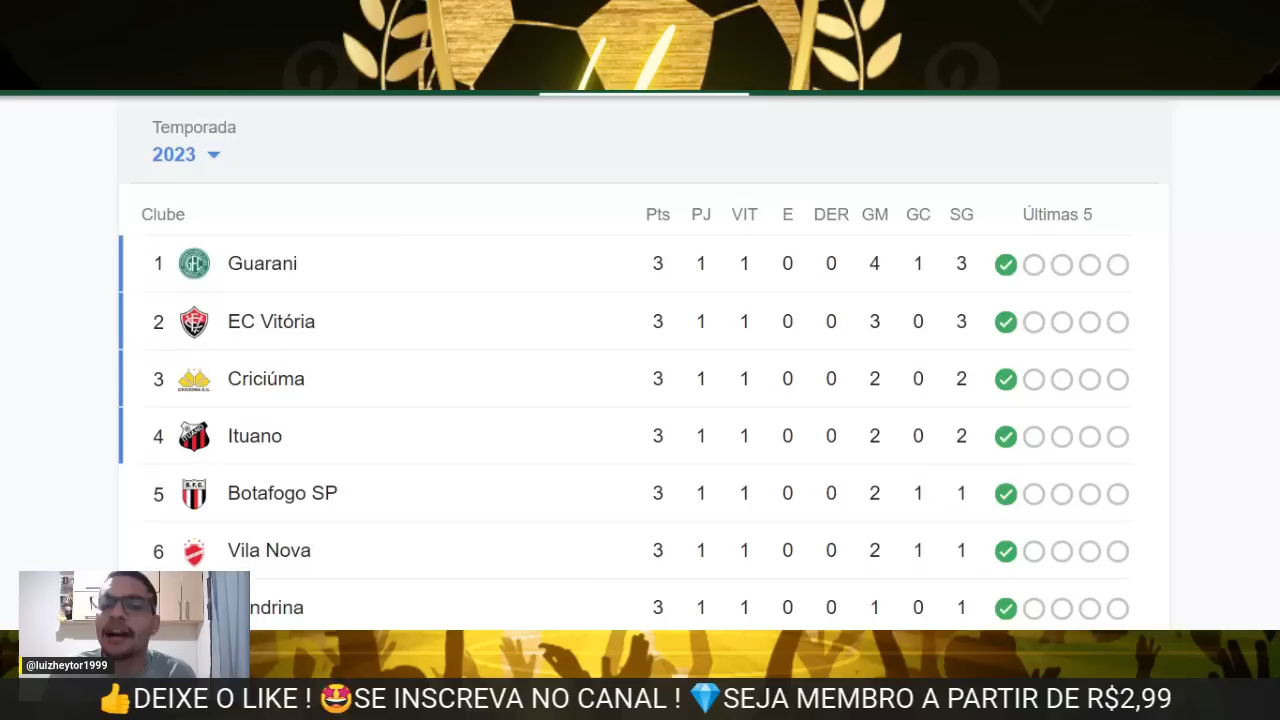 Temporada
2023
Clube Pts PJ VIT E DER GM GC SG Últimas 5
1 Guarani 3 1 1 0 0 4 1 3
2 EC Vitória 3 1 1 0 0 3 0 3
3 Criciúma 3 1 1 0 0 2 0 2
4 Ituano 3 1 1 0 0 2 0 2
5 Botafogo SP 3 1 1 0 0 2 1 1
6 Vila Nova 3 1 1 0 0 2 1 1
ndrina 3 1 1 0 0 1 0 1
@luizheytor1999
👍DEIXE O LIKE ! 🤩SE INSCREVA NO CANAL ! 💎SEJA MEMBRO A PARTIR DE R$2,99